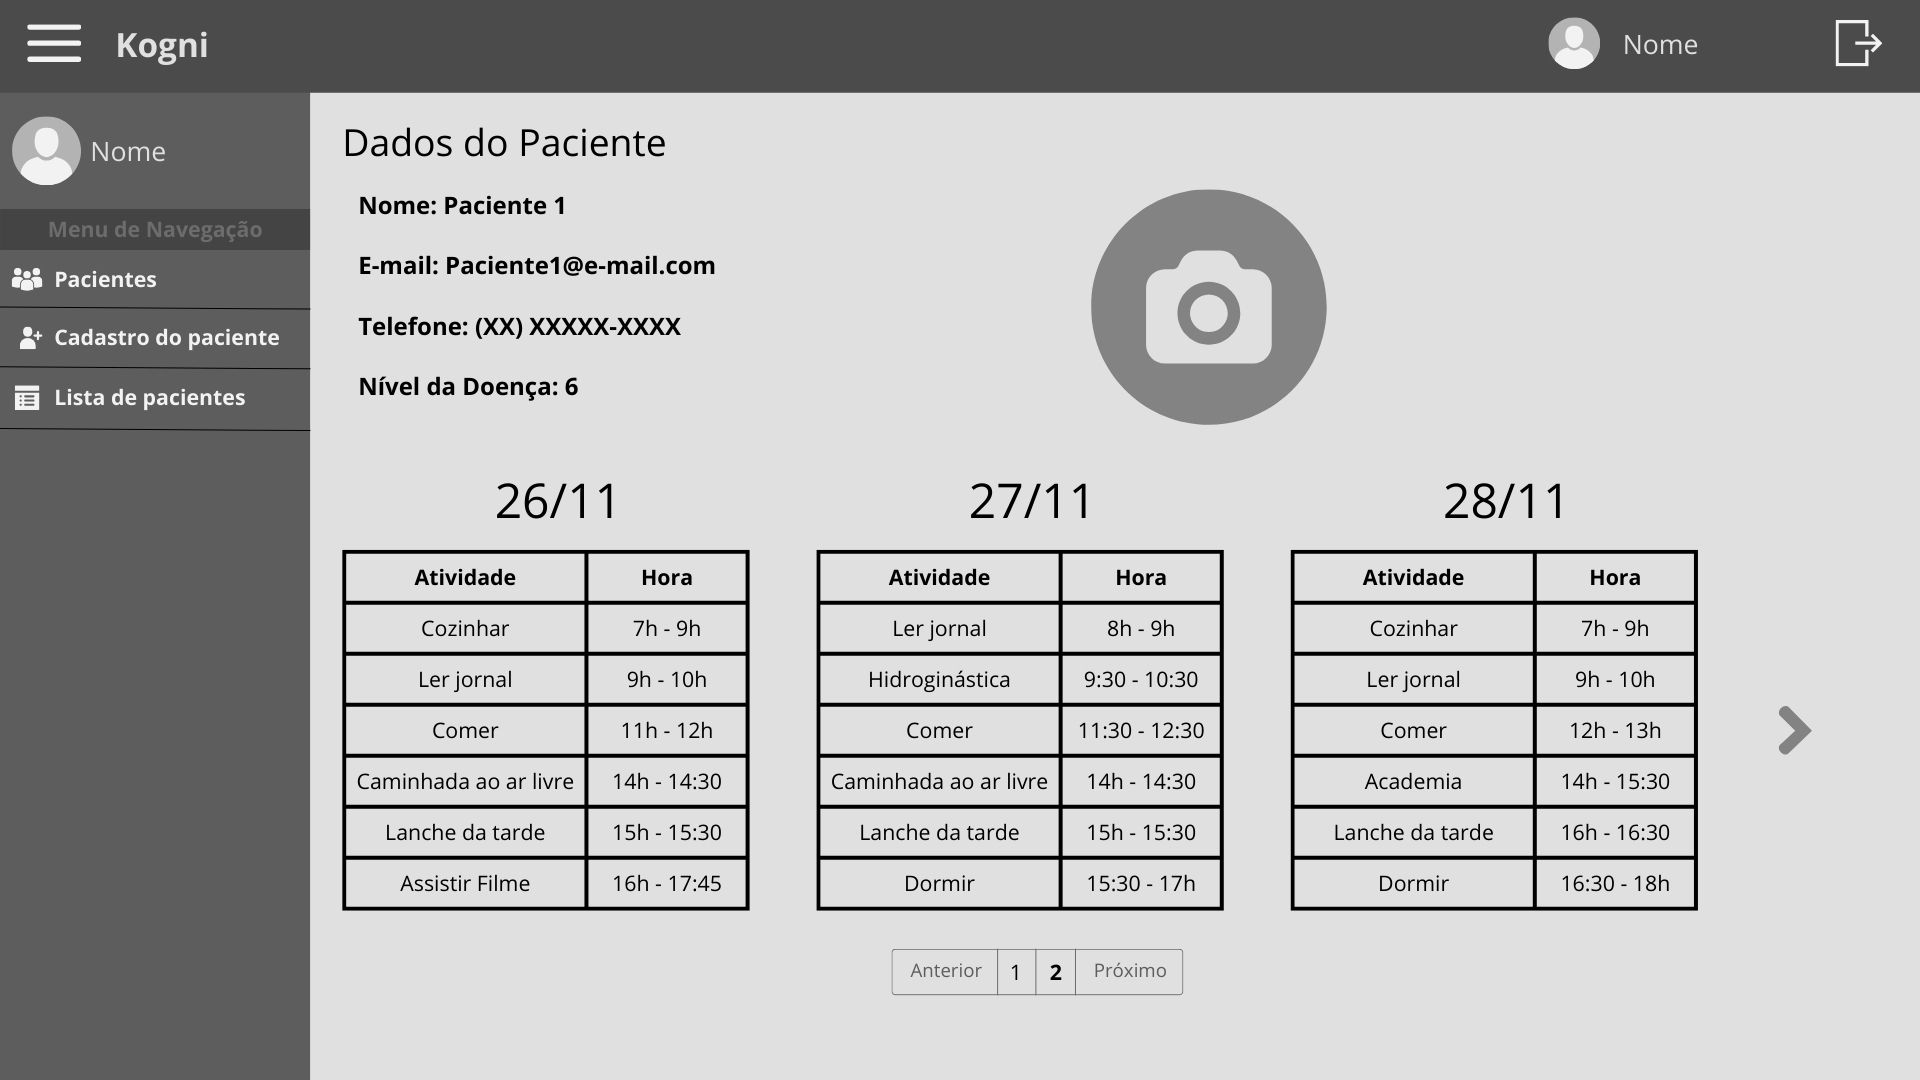 Kogni
Nome
Nome
Menu de Navegação
Pacientes
Cadastro do paciente
Lista de pacientes
Dados do Paciente
Nome: Paciente 1
E-mail: Paciente1@e-mail.com
Telefone: (XX) XXXXX-XXXX
Nível da Doença: 6
26/11
Atividade Hora
Cozinhar 7h - 9h
Ler jornal 9h - 10h
Comer 11h - 12h
Caminhada ao ar livre 14h - 14:30
Lanche da tarde 15h - 15:30
Assistir Filme 16h - 17:45
27/11
Atividade Hora
Ler jornal 8h - 9h
Hidroginástica 9:30 - 10:30
Comer 11:30 - 12:30
Caminhada ao ar livre 14h - 14:30
Lanche da tarde 15h - 15:30
Dormir 15:30 - 17h
28/11
Atividade Hora
Cozinhar 7h - 9h
Ler jornal 9h - 10h
Comer 12h - 13h
Academia 14h - 15:30
Lanche da tarde 16h - 16:30
Dormir 16:30 - 18h
Anterior 1 2 Próximo